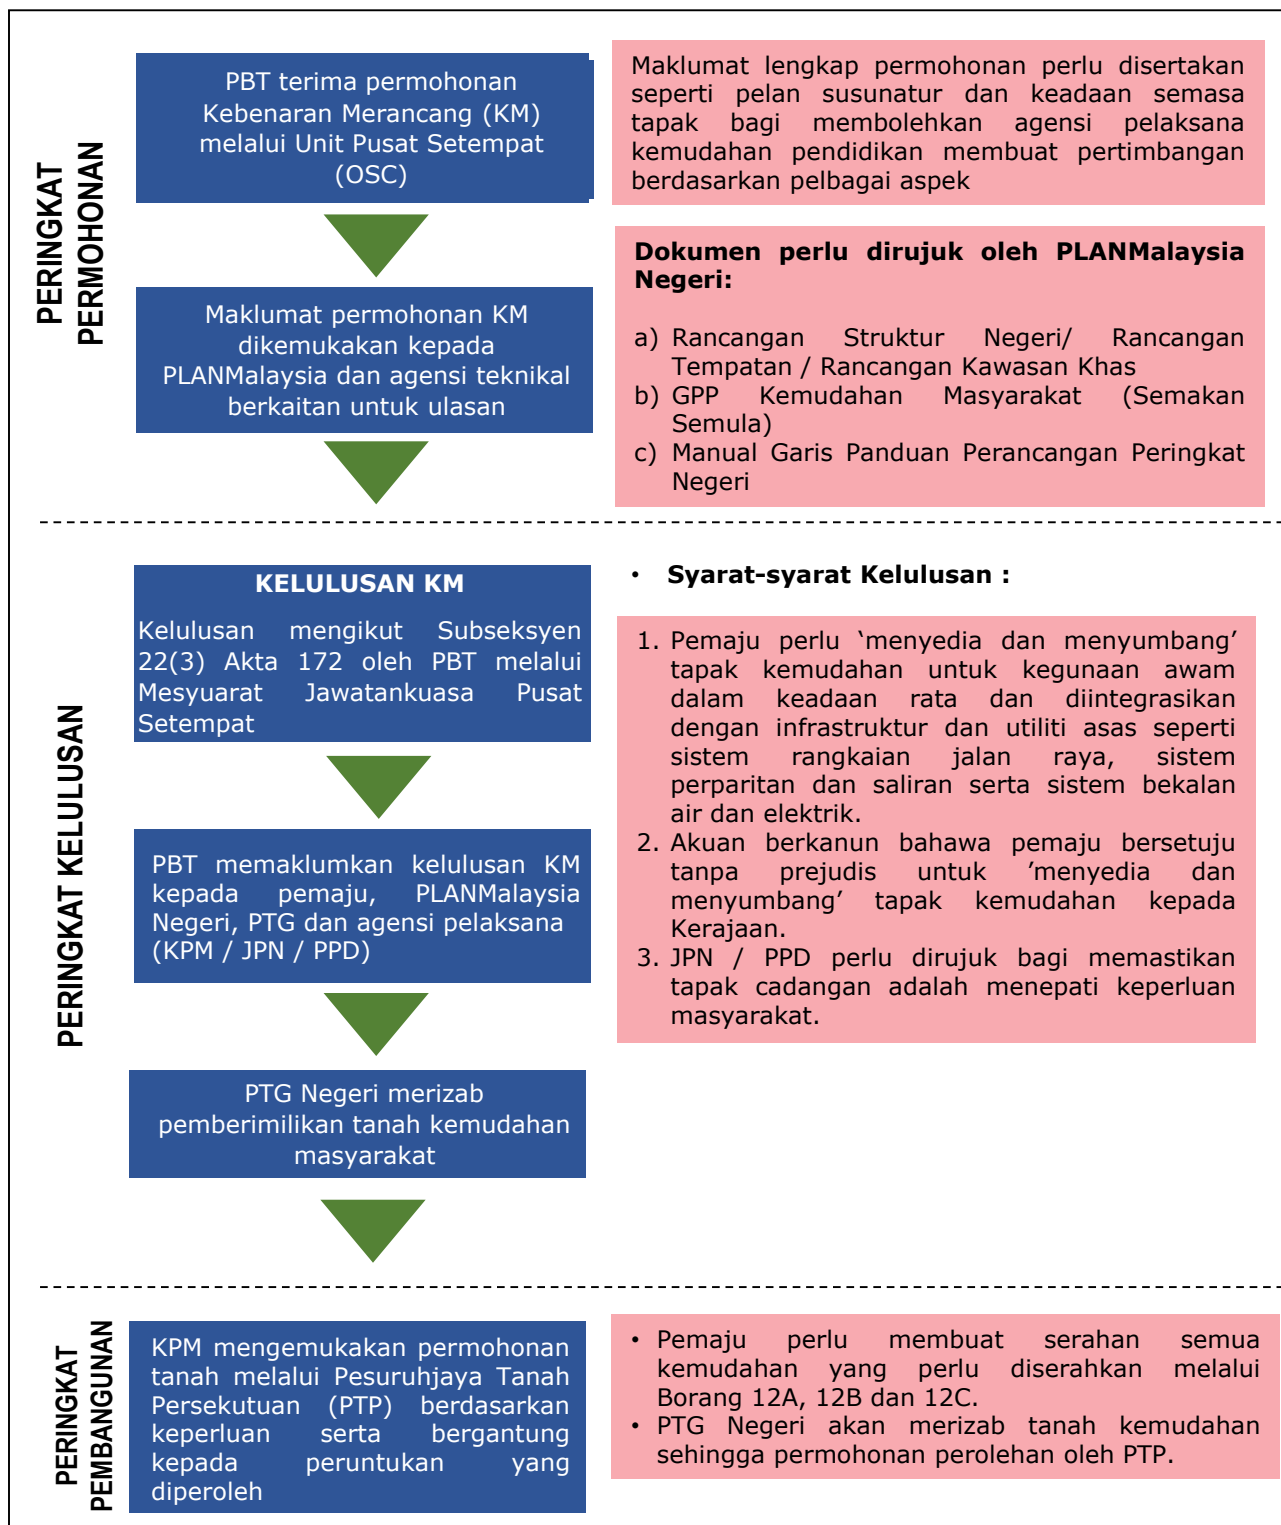 PERINGKAT
PERMOHONAN
PBT terima permohonan
Kebenaran Merancang (KM)
melalui Unit Pusat Setempat
(OSC)
Maklumat lengkap permohonan perlu disertakan
seperti pelan susunatur dan keadaan semasa
tapak bagi membolehkan agensi pelaksana
kemudahan pendidikan membuat pertimbangan
berdasarkan pelbagai aspek
Maklumat permohonan KM
dikemukakan kepada
PLANMalaysia dan agensi teknikal
berkaitan untuk ulasan
Dokumen perlu dirujuk oleh PLANMalaysia
Negeri:
a) Rancangan Struktur Negeri/ Rancangan
Tempatan / Rancangan Kawasan Khas
b) GPP Kemudahan Masyarakat (Semakan
Semula)
c) Manual Garis Panduan Perancangan Peringkat
Negeri
PERINGKAT KELULUSAN
KELULUSAN KM
Kelulusan mengikut Subseksyen
22(3) Akta 172 oleh PBT melalui
Mesyuarat Jawatankuasa Pusat
Setempat
PBT memaklumkan kelulusan KM
kepada pemaju, PLANMalaysia
Negeri, PTG dan agensi pelaksana
(KPM / JPN / PPD)
PTG Negeri merizab
pemberimilikan tanah kemudahan
masyarakat
• Syarat-syarat Kelulusan :
1. Pemaju perlu ‘menyedia dan menyumbang’
tapak kemudahan untuk kegunaan awam
dalam keadaan rata dan diintegrasikan
dengan infrastruktur dan utiliti asas seperti
sistem rangkaian jalan raya, sistem
perparitan dan saliran serta sistem bekalan
air dan elektrik.
2. Akuan berkanun bahawa pemaju bersetuju
tanpa prejudis untuk ’menyedia dan
menyumbang’ tapak kemudahan kepada
Kerajaan.
3. JPN / PPD perlu dirujuk bagi memastikan
tapak cadangan adalah menepati keperluan
masyarakat.
PERINGKAT
PEMBANGUNAN
KPM mengemukakan permohonan
tanah melalui Pesuruhjaya Tanah
Persekutuan (PTP) berdasarkan
keperluan serta bergantung
kepada peruntukan yang
diperoleh
• Pemaju perlu membuat serahan semua
kemudahan yang perlu diserahkan melalui
Borang 12A, 12B dan 12C.
• PTG Negeri akan merizab tanah kemudahan
sehingga permohonan perolehan oleh PTP.